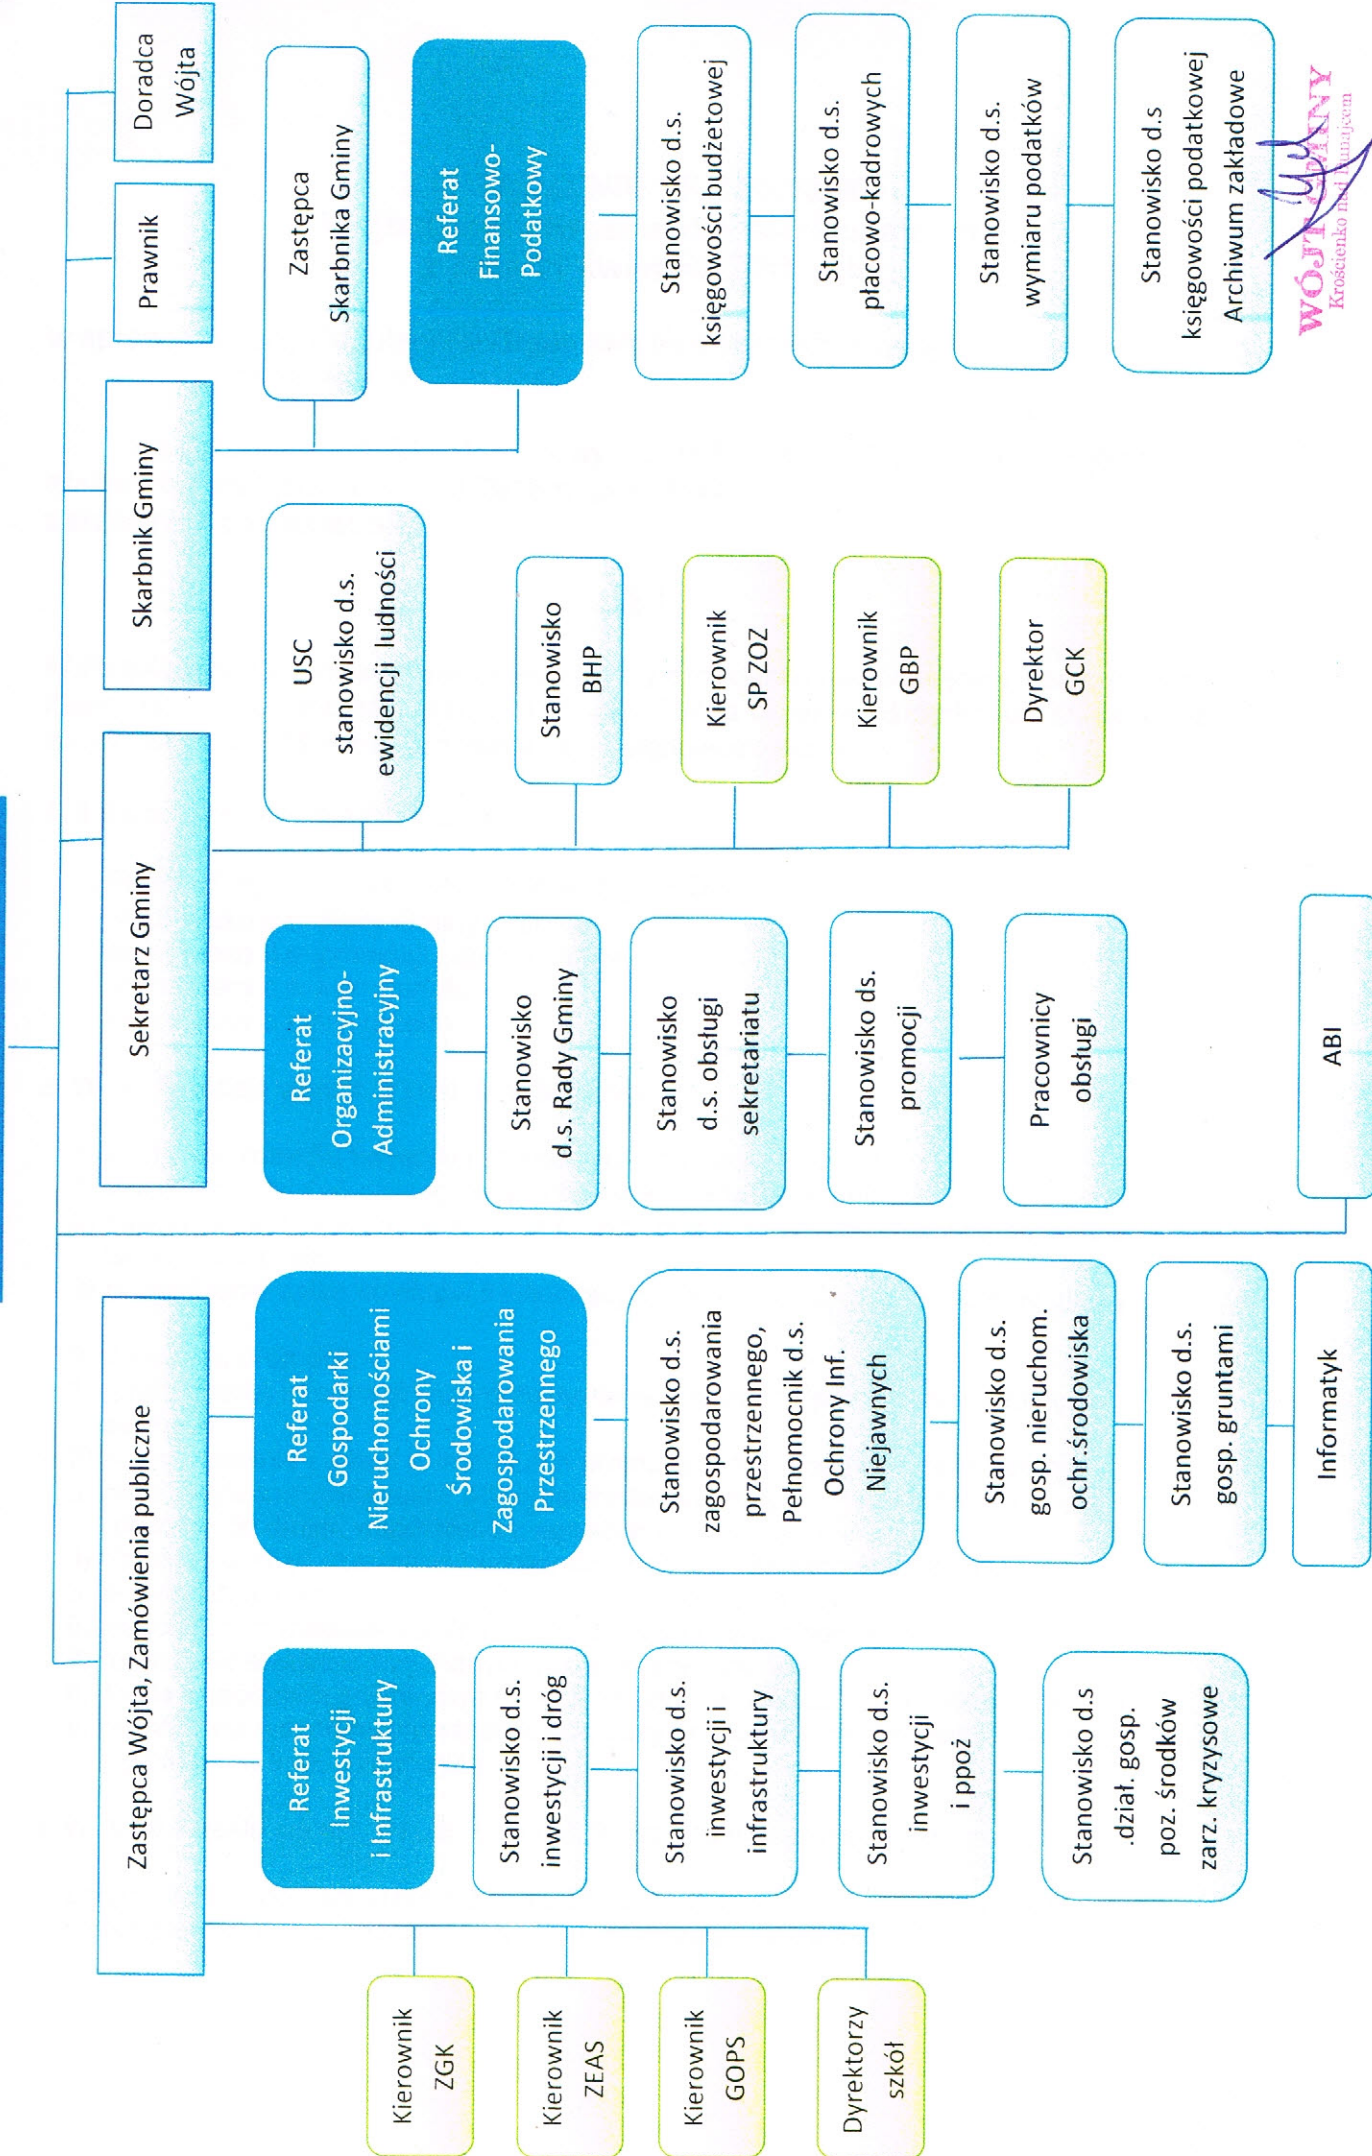 Zastępca Wójta, Zamówienia publiczne
Sekretarz Gminy
Skarbnik Gminy
Prawnik
Doradca
Wójta
Kierownik
ZGK
Kierownik
ZEAS
Kierownik
GOPS
Dyrektorzy
szkół
Referat
Inwestycji
i Infrastruktury
Stanowisko d.s.
inwestycji i dróg
Stanowisko d.s.
inwestycji i
infrastruktury
Stanowisko d.s.
inwestycji
i ppoż
Stanowisko d.s
.dział. gosp.
poz. środków
zarz. kryzysowe
Referat
Gospodarki
Nieruchomościami
Ochrony
Środowiska i
Zagospodarowania
Przestrzennego
Stanowisko d.s.
zagospodarowania
przestrzennego,
Pełnomocnik d.s.
Ochrony Inf.
Niejawnych
Stanowisko d.s.
gosp. nieruchom.
ochr.środowiska
Stanowisko d.s.
gosp. gruntami
Informatyk
ABI
Referat
Organizacyjno-
Administracyjny
Stanowisko
d.s. Rady Gminy
Stanowisko
d.s. obsługi
sekretariatu
Stanowisko ds.
promocji
Pracownicy
obsługi
USC
stanowisko d.s.
ewidencji ludności
Stanowisko
BHP
Kierownik
SP ZOZ
Kierownik
GBP
Dyrektor
GCK
Zastępca
Skarbnika Gminy
Referat
Finansowo-
Podatkowy
Stanowisko d.s.
księgowości budżetowej
Stanowisko d.s.
płacowo-kadrowych
Stanowisko d.s.
wymiaru podatków
Stanowisko d.s
księgowości podatkowej
Archiwum zakładowe
WÓJT GMINY
Krościenko nad Dunajcem